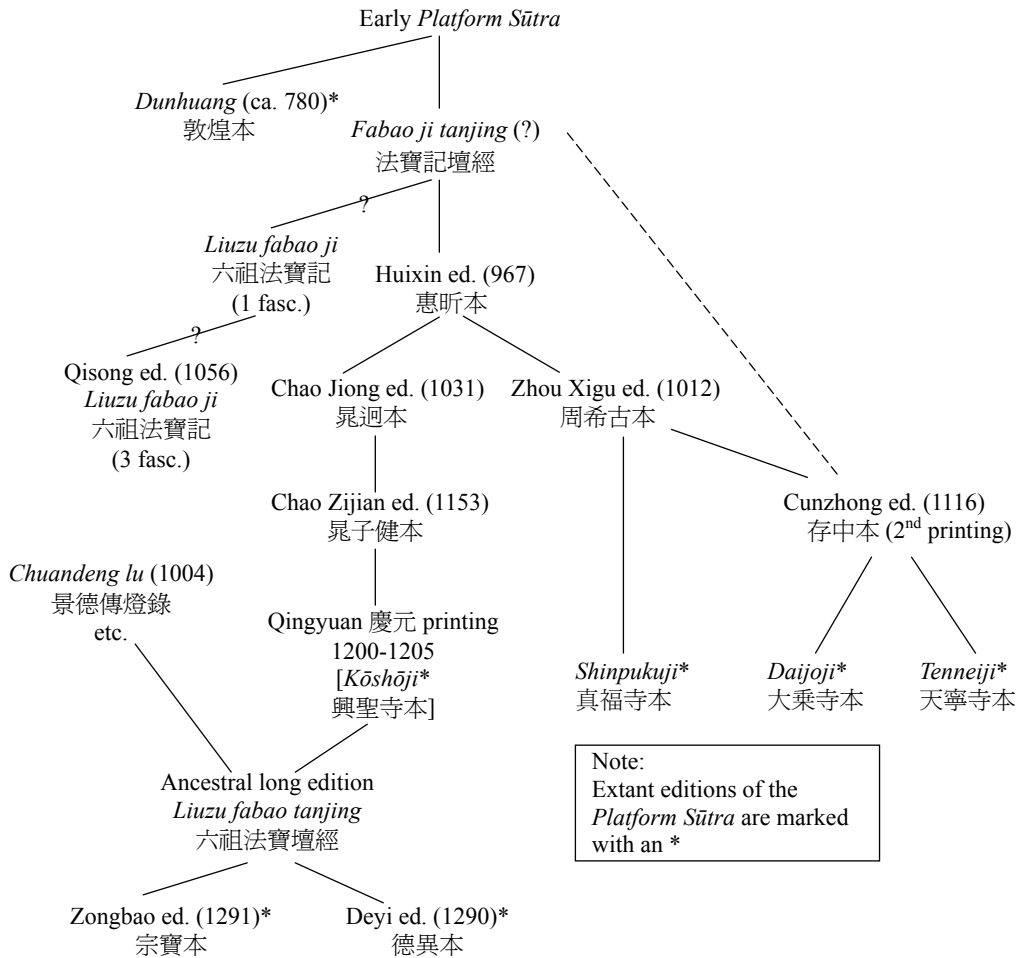 Early Platform Sūtra
Dunhuang (ca. 780)*
敦煌本
Fabao ji tanjing (?)
法寶記壇經
?
Liuzu fabao ji
六祖法寶記
(1 fasc.)
Huixin ed. (967)
惠昕本
?
Qisong ed. (1056)
Liuzu fabao ji
六祖法寶記
(3 fasc.)
Chao Jiong ed. (1031)
晁迥本
Zhou Xigu ed. (1012)
周希古本
Chao Zijian ed. (1153)
晁子健本
Cunzhong ed. (1116)
存中本 (2nd printing)
Chuandeng lu (1004)
景德傳燈錄
etc.
Qingyuan 慶元 printing
1200-1205
[Kōshōji*
興聖寺本]
Shinpukuji*
真福寺本
Daijoji*
大乘寺本
Tenneiji*
天寧寺本
Ancestral long edition
Liuzu fabao tanjing
六祖法寶壇經
Note:
Extant editions of the
Platform Sūtra are marked
with an *
Zongbao ed. (1291)*
宗寶本
Deyi ed. (1290)*
德異本